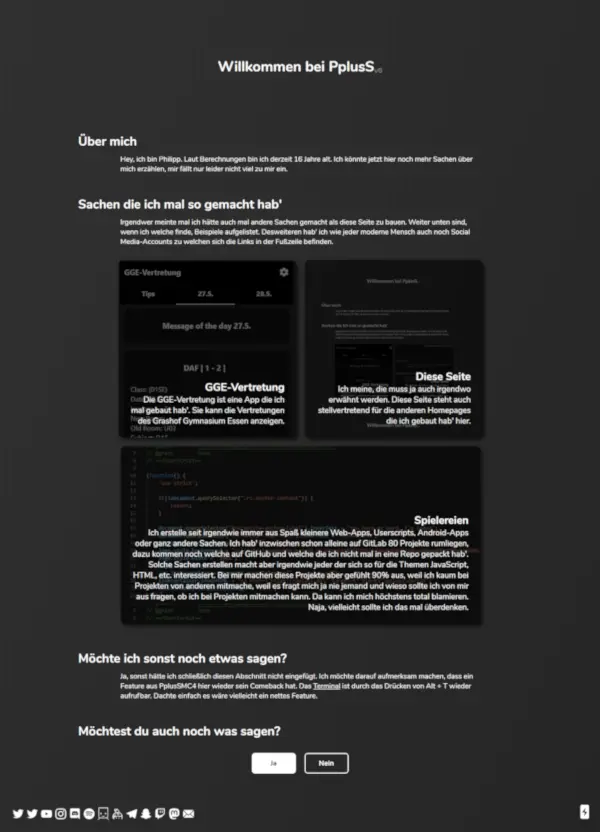 Willkommen bei PplusS
Über mich
Hey, ich bin Philipp. Laut Berechnungen bin ich derzeit 16 Jahre alt. Ich könnte jetzt hier noch mehr Sachen über
mich erzählen, mir fällt nur leider nicht viel zu mir ein.
Sachen die ich mal so gemacht hab'
Irgendwer meinte mal ich hätte auch mal andere Sachen gemacht als diese Seite zu bauen. Weiter unten sind,
wenn ich welche finde, Beispiele aufgelistet. Desweiteren hab' ich wie jeder moderne Mensch auch noch Social
Media-Accounts zu welchen sich die Links in der Fußzeile befinden.
GGE-Vertretung
Tips 27.5. 28.5.
Message of the day 27.5.
DAF | 1 - 2 |
GGE-Vertretung
Die GGE-Vertretung ist eine App die ich
mal gebaut hab'. Sie kann die Vertretungen
des Grashof Gymnasium Essen anzeigen.
Willkommen bei PplusS
Über mich
Sachen die ich mal so gemacht hab'
Diese Seite
Ich meine, die muss ja auch irgendwo
erwähnt werden. Diese Seite steht auch
stellvertretend für die anderen Homepages
die ich gebaut hab' hier.
Spielereien
Ich erstelle seit irgendwie immer aus Spaß kleinere Web-Apps, Userscripts, Android-Apps
oder ganz andere Sachen. Ich hab' inzwischen schon alleine auf GitLab 80 Projekte rumliegen,
dazu kommen noch welche auf GitHub und welche die ich nicht mal in eine Repo gepackt hab'.
Solche Sachen erstellen macht aber irgendwie jeder der sich so für die Themen JavaScript,
HTML, etc. interessiert. Bei mir machen diese Projekte aber gefühlt 90% aus, weil ich kaum bei
Projekten von anderen mitmache, weil es fragt mich ja nie jemand und wieso sollte ich von mir
aus fragen, ob ich bei Projekten mitmachen kann. Da kann ich mich höchstens total blamieren.
Naja, vielleicht sollte ich das mal überdenken.
Möchte ich sonst noch etwas sagen?
Ja, sonst hätte ich schließlich diesen Abschnitt nicht eingefügt. Ich möchte darauf aufmerksam machen, dass ein
Feature aus PplusSMC4 hier wieder sein Comeback hat. Das Terminal ist durch das Drücken von Alt + T wieder
aufrufbar. Dachte einfach es wäre vielleicht ein nettes Feature.
Möchtest du auch noch was sagen?
Ja Nein